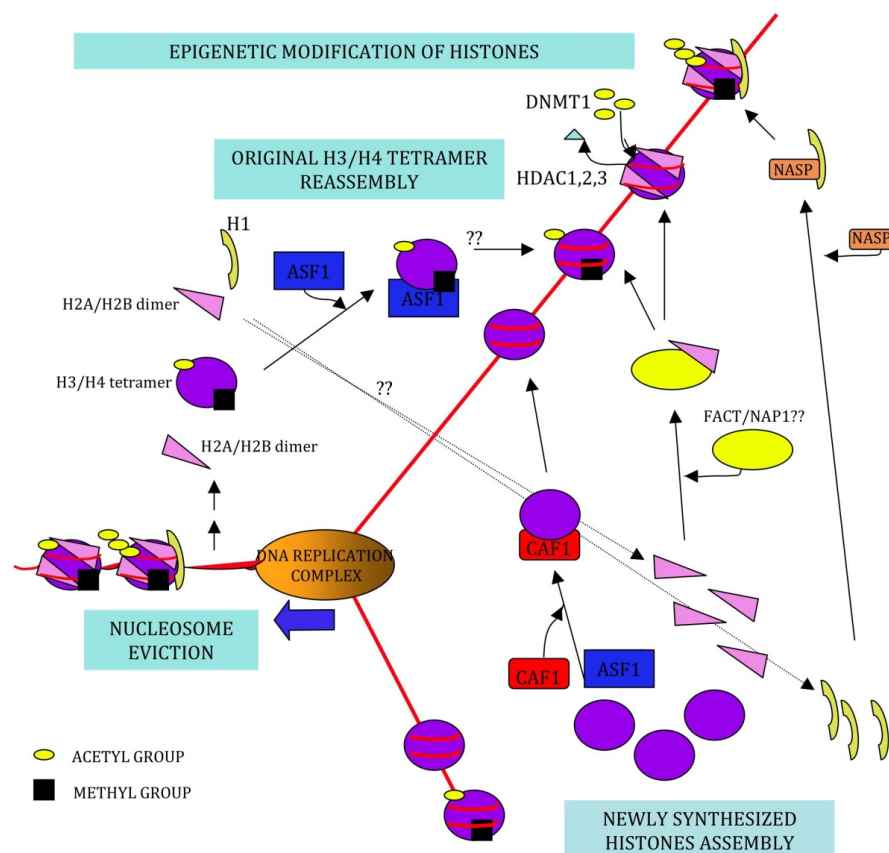 EPIGENETIC MODIFICATION OF HISTONES
DNMT1
ORIGINAL H3/H4 TETRAMER
REASSEMBLY
HDAC1,2,3
NASP
H1
??
NASP
ASF1
ASF1
H2A/H2B dimer
H3/H4 tetramer
??
FACT/NAP1??
H2A/H2B dimer
CAF1
DNA REPLICATION
COMPLEX
NUCLEOSOME
EVICTION
CAF1
ASF1
ACETYL GROUP
METHYL GROUP
NEWLY SYNTHESIZED
HISTONES ASSEMBLY